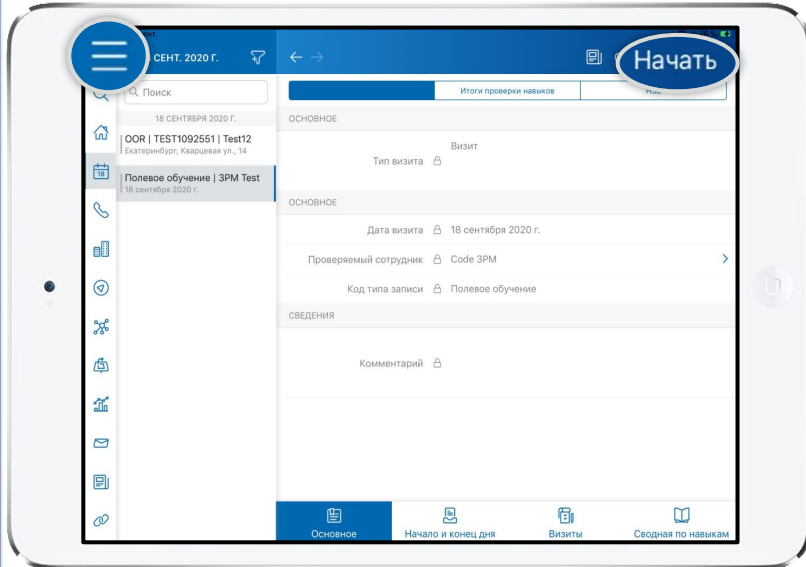 СЕНТ. 2020 Г.
Начать
Поиск
Итоги проверки навыков
18 СЕНТЯБРЯ 2020 Г.
ОСНОВНОЕ
OOR | TEST1092551 | Test12
Екатеринбург, Кварцевая ул., 14
Визит
Тип визита
18
Полевое обучение | 3PM Test
18 сентября 2020 г.
ОСНОВНОЕ
Дата визита 18 сентября 2020 г.
Проверяемый сотрудник Code 3PM
Код типа записи Полевое обучение
СВЕДЕНИЯ
Комментарий
Основное
Начало и конец дня
Визиты
Сводная по навыкам